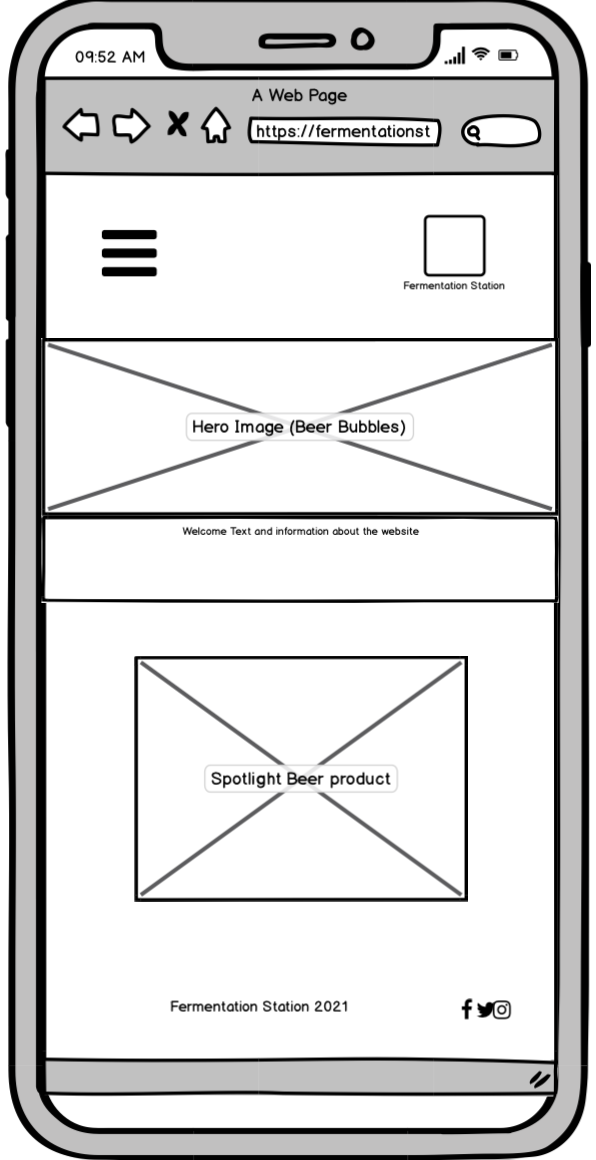 09:52 AM
A Web Page
https://fermentationst
Fermentation Station
Hero Image (Beer Bubbles)
Welcome Text and information about the website
Spotlight Beer product
Fermentation Station 2021